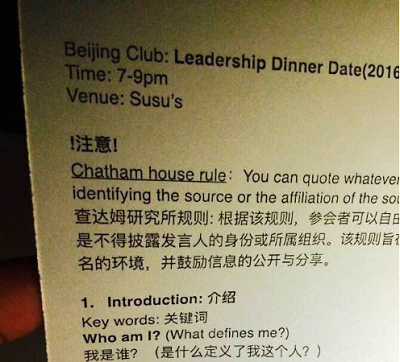 Beijing Club: Leadership Dinner Date(2016
Time: 7-9pm
Venue: Susu's
!注意!
Chatham house rule: You can quote whatever
identifying the source or the affiliation of the sou
查达姆研究所规则: 根据该规则，参会者可以自由
是不得披露发言人的身份或所属组织。该规则旨在
名的环境，并鼓励信息的公开与分享。
1. Introduction: 介绍
Key words: 关键词
Who am I? (What defines me?)
我是谁？（是什么定义了我这个人？)